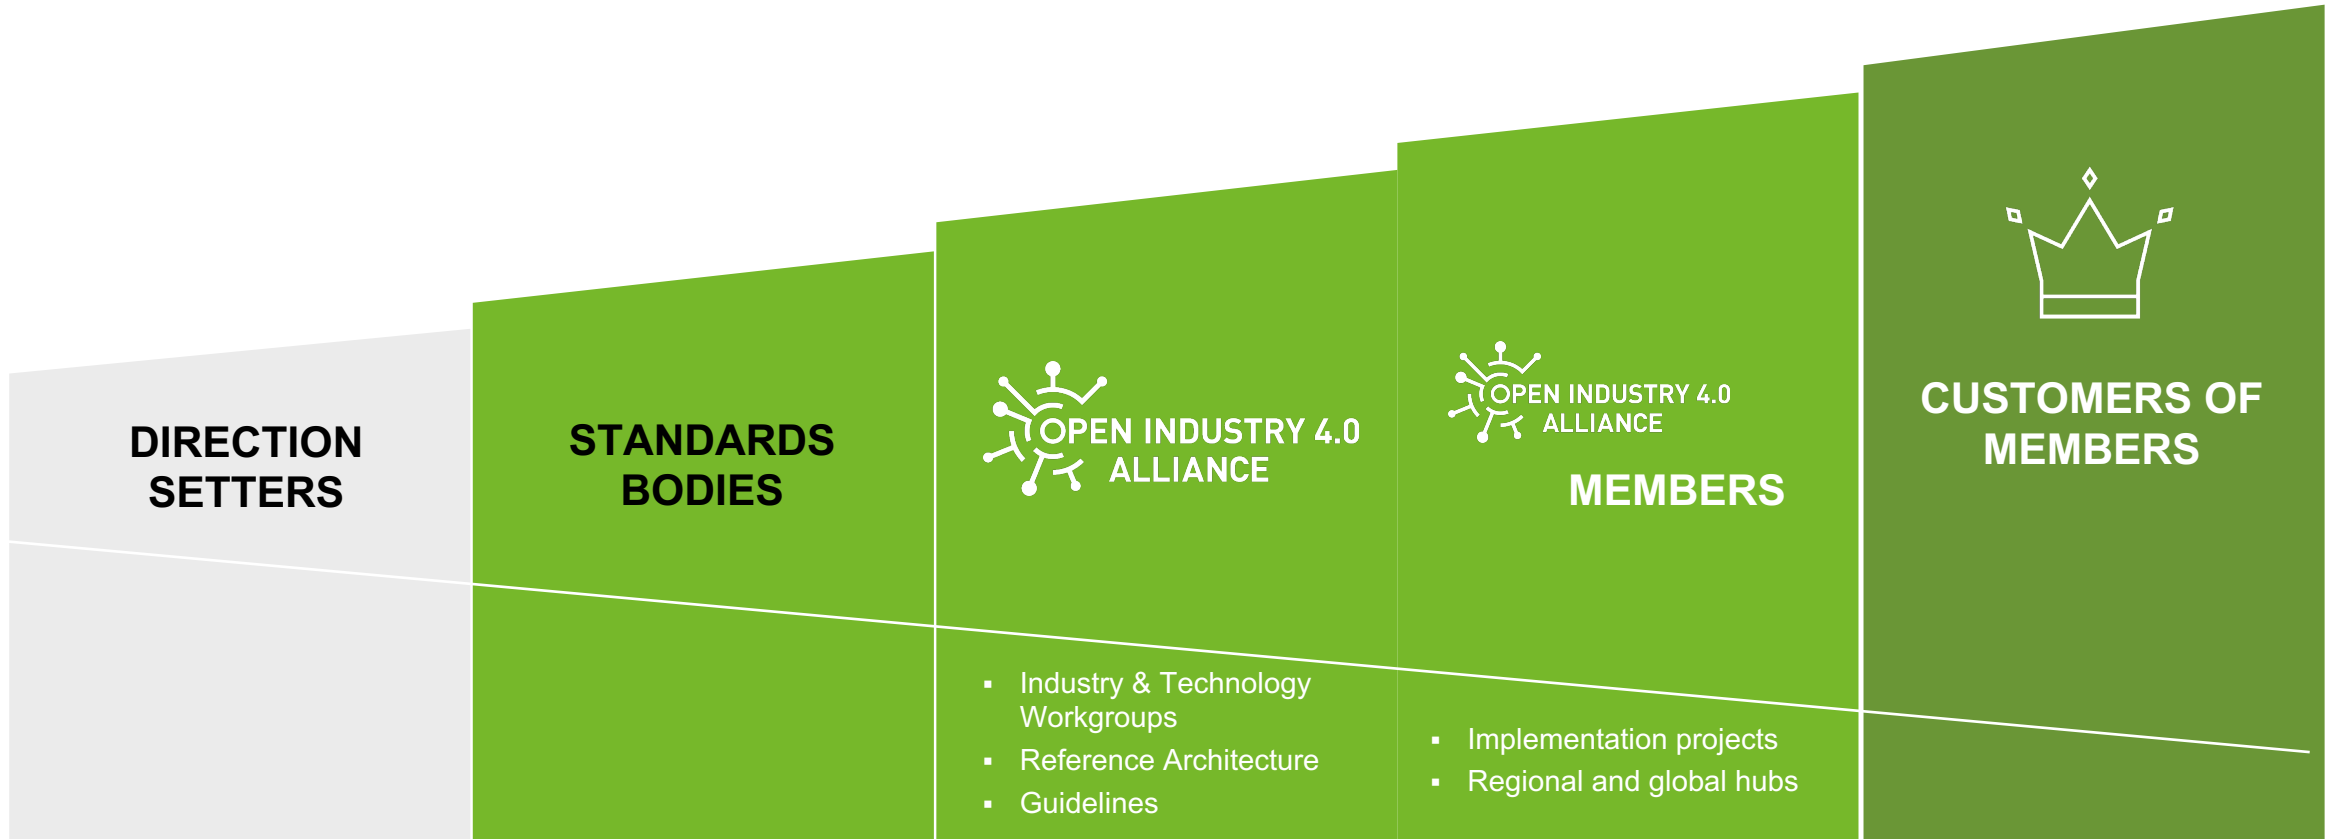 DIRECTION
SETTERS
STANDARDS
BODIES
OPEN INDUSTRY 4.0
ALLIANCE
▪ Industry & Technology
Workgroups
▪ Reference Architecture
▪ Guidelines
OPEN INDUSTRY 4.0
ALLIANCE
MEMBERS
▪ Implementation projects
▪ Regional and global hubs
CUSTOMERS OF
MEMBERS